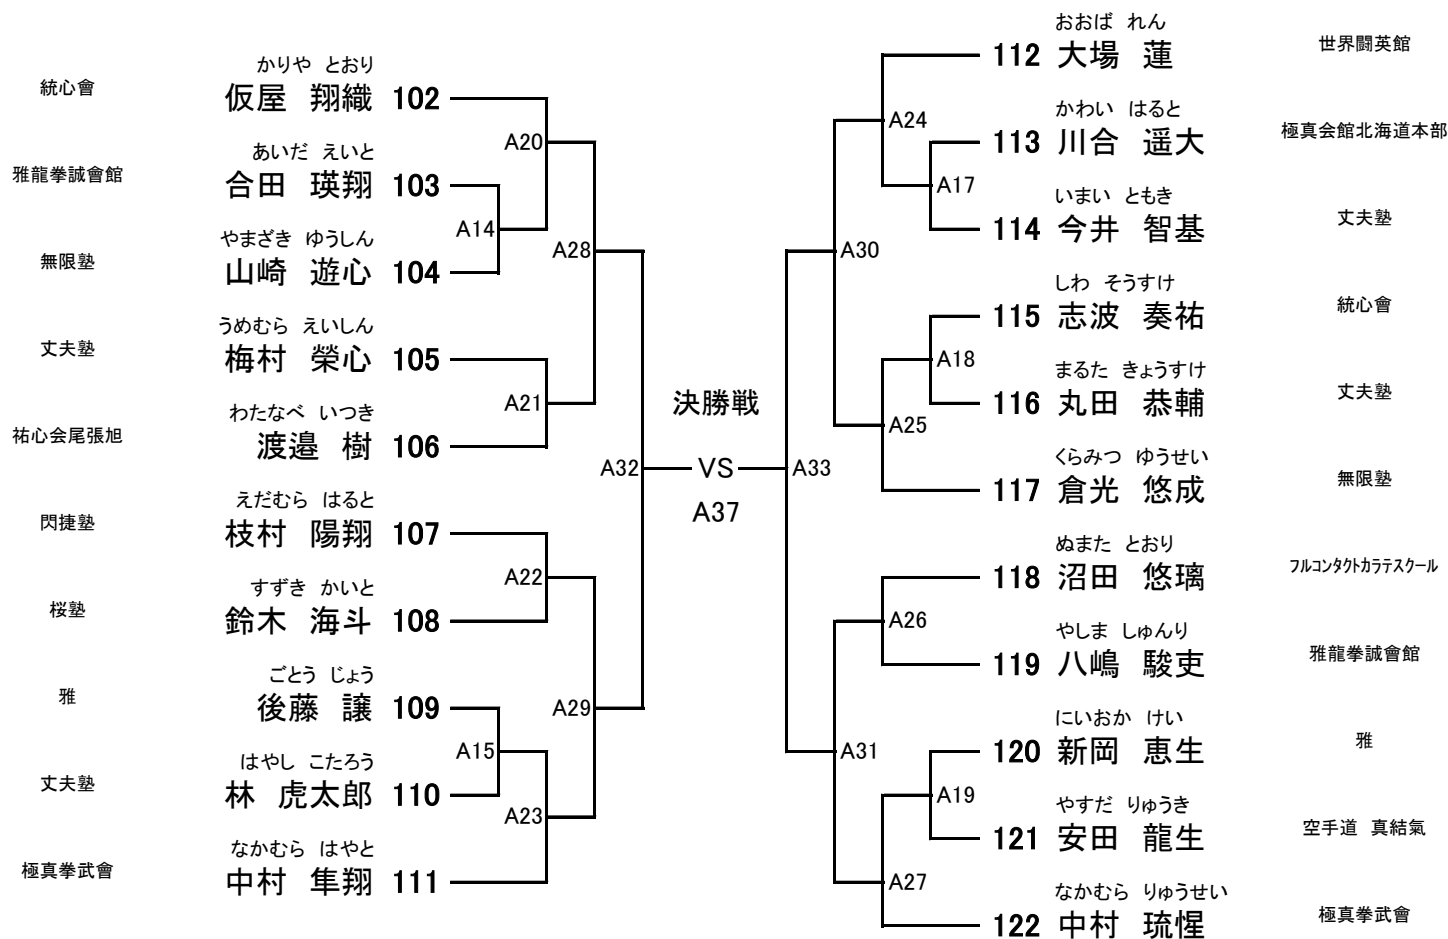 かりや とおり
統心會 仮屋 翔織 102
A20
あいだ えいと
雅龍拳誠會館 合田 瑛翔 103
A14
やまざき ゆうしん
無限塾 山崎 遊心 104
A28
うめむら えいしん
丈夫塾 梅村 榮心 105
A21
わたなべ いつき
祐心会尾張旭 渡邉 樹 106
A32
えだむら はると
閃捷塾 枝村 陽翔 107
A22
すずき かいと
桜塾 鈴木 海斗 108
ごとう じょう
雅 後藤 譲 109
A29
A15
はやし こたろう
丈夫塾 林 虎太郎 110
A23
なかむら はやと
極真拳武會 中村 隼翔 111
決勝戦
VS
A37
おおば れん
112 大場 蓮 世界闘英館
A24
かわい はると
113 川合 遥大 極真会館北海道本部
A17
いまい ともき
114 今井 智基 丈夫塾
A30
しわ そうすけ
115 志波 奏祐 統心會
A18
まるた きょうすけ
116 丸田 恭輔 丈夫塾
A25
くらみつ ゆうせい
117 倉光 悠成 無限塾
A33
ぬまた とおり
118 沼田 悠璃 フルコンタクトカラテスクール
A26
やしま しゅんり
119 八嶋 駿吏 雅龍拳誠會館
にいおか けい
120 新岡 恵生 雅
A31
A19
やすだ りゅうき
121 安田 龍生 空手道 真結氣
A27
なかむら りゅうせい
122 中村 琉惺 極真拳武會